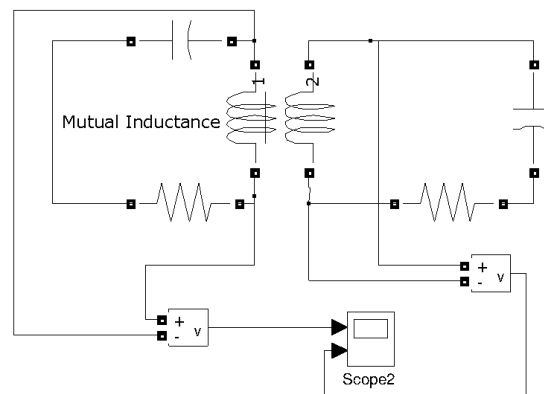 1
2
Mutual Inductance
+
-
v
+
-
v
Scope2